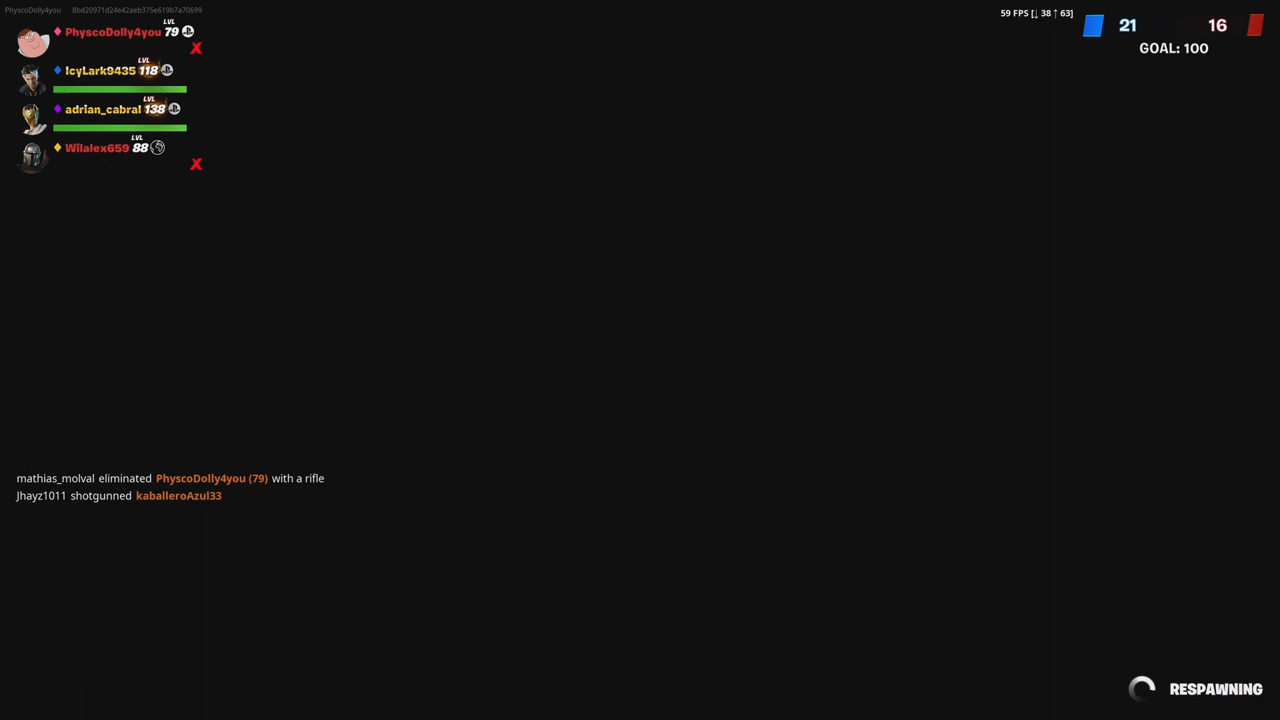 PhyscoDolly4you 8bd20971d24e42aeb375e619b7a70699
59 FPS [↓ 38 ↑ 63]
21 16
GOAL: 100
PhyscoDolly4you LVL 79
X
IcyLark9435 LVL 118
adrian_cabral LVL 138
Wilalex659 LVL 88
X
mathias_molval eliminated PhyscoDolly4you (79) with a rifle
Jhayz1011 shotgunned kaballeroAzul33
RESPAWNING